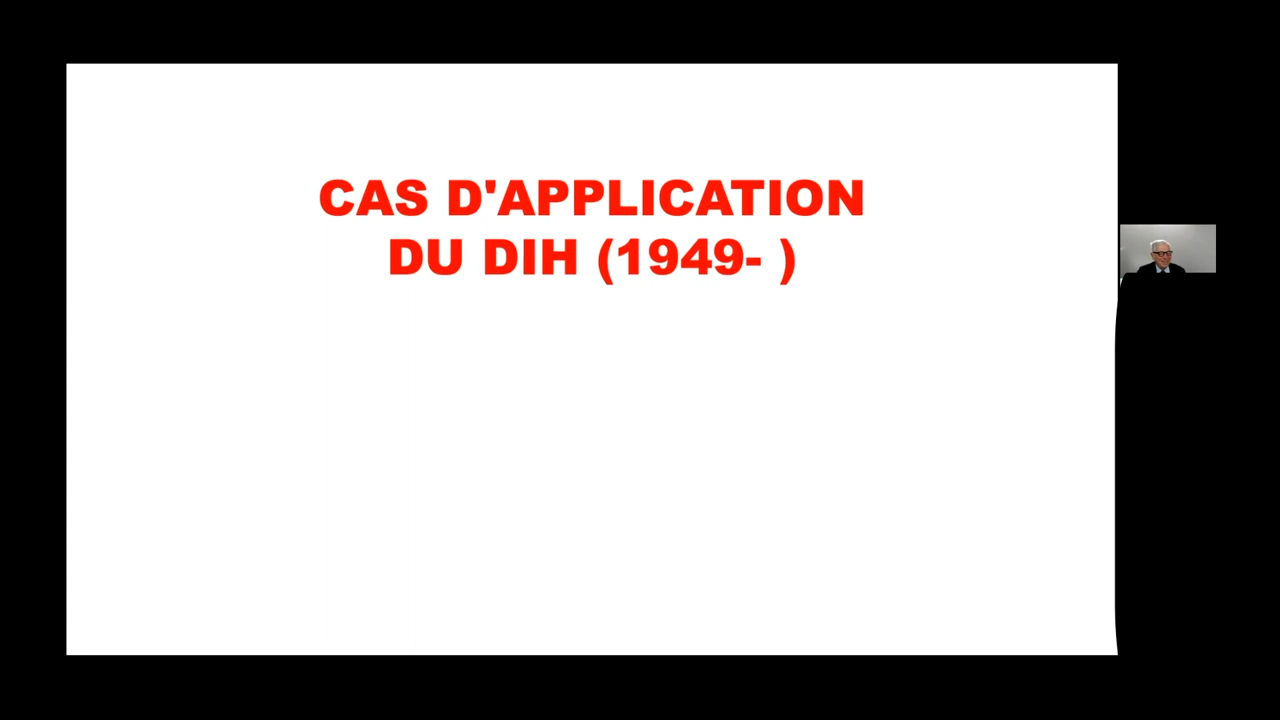 CAS D'APPLICATION
DU DIH (1949- )